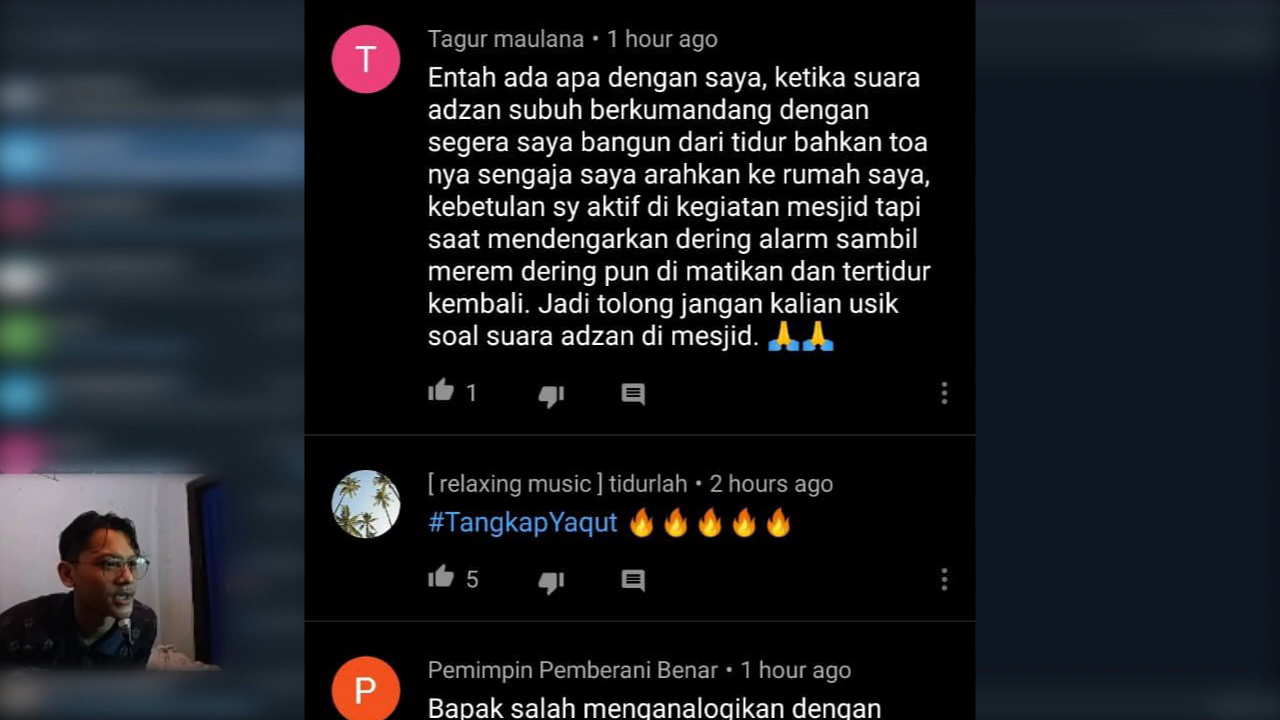 T
Tagur maulana • 1 hour ago
Entah ada apa dengan saya, ketika suara
adzan subuh berkumandang dengan
segera saya bangun dari tidur bahkan toa
nya sengaja saya arahkan ke rumah saya,
kebetulan sy aktif di kegiatan mesjid tapi
saat mendengarkan dering alarm sambil
merem dering pun di matikan dan tertidur
kembali. Jadi tolong jangan kalian usik
soal suara adzan di mesjid. 🙏🙏
1
[ relaxing music ] tidurlah • 2 hours ago
#TangkapYaqut 🔥🔥🔥🔥🔥
5
P
Pemimpin Pemberani Benar • 1 hour ago
Bapak salah menganalogikan dengan